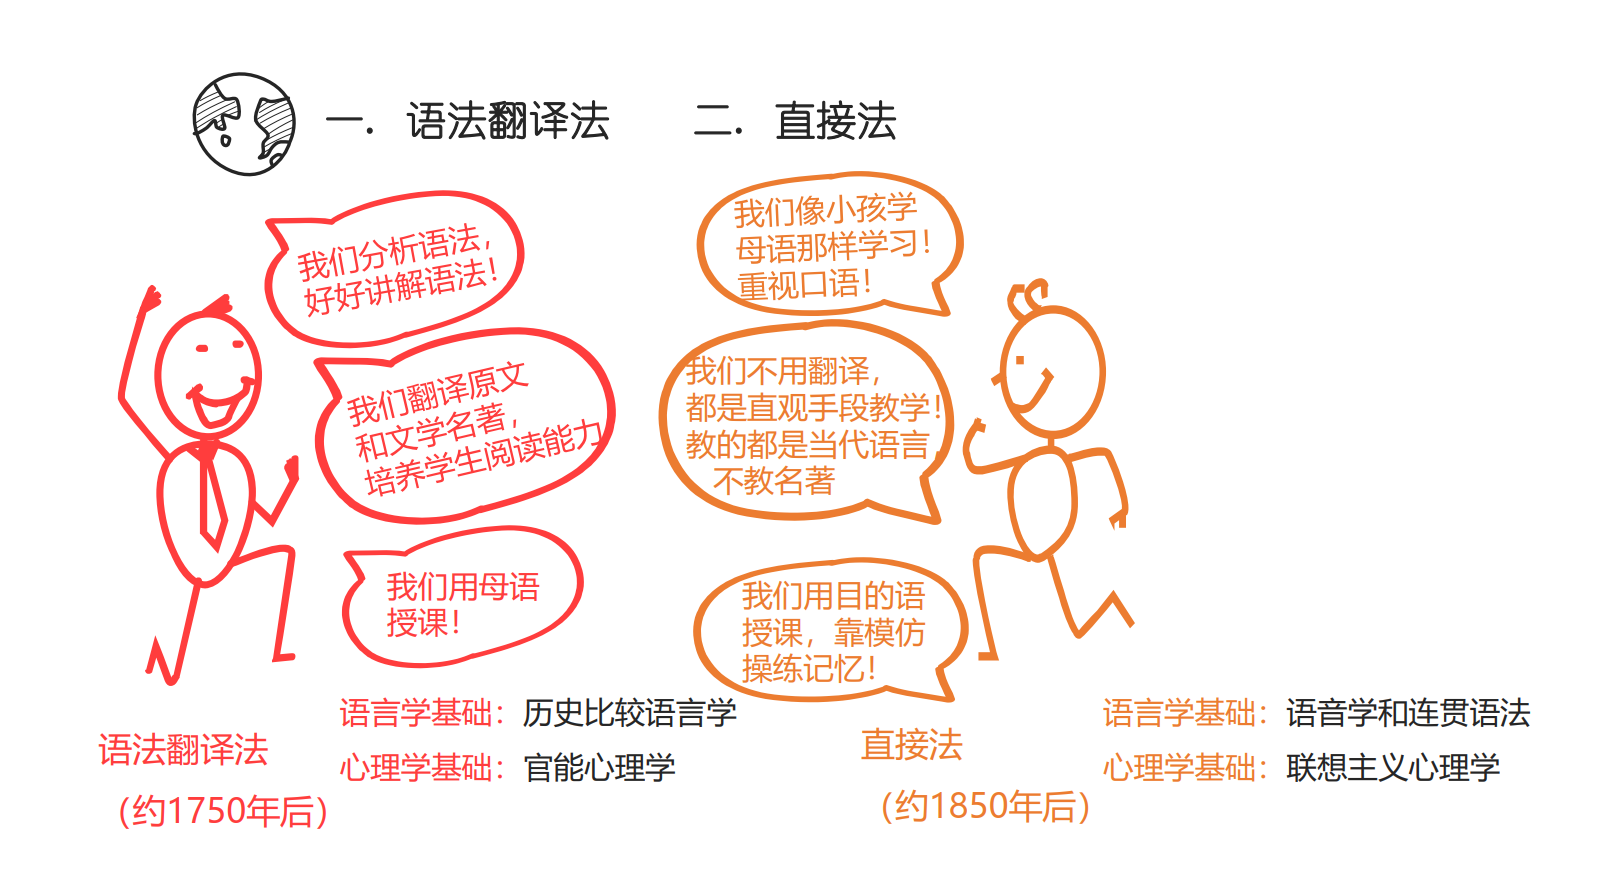 一．语法翻译法 二．直接法
我们分析语法，
好好讲解语法！
我们翻译原文
和文学名著，
培养学生阅读能力
我们用母语
授课！
语法翻译法
（约1750年后）
语言学基础：历史比较语言学
心理学基础：官能心理学
我们像小孩学
母语那样学习！
重视口语！
我们不用翻译，
都是直观手段教学！
教的都是当代语言，
不教名著
我们用目的语
授课，靠模仿
操练记忆！
直接法
（约1850年后）
语言学基础：语音学和连贯语法
心理学基础：联想主义心理学